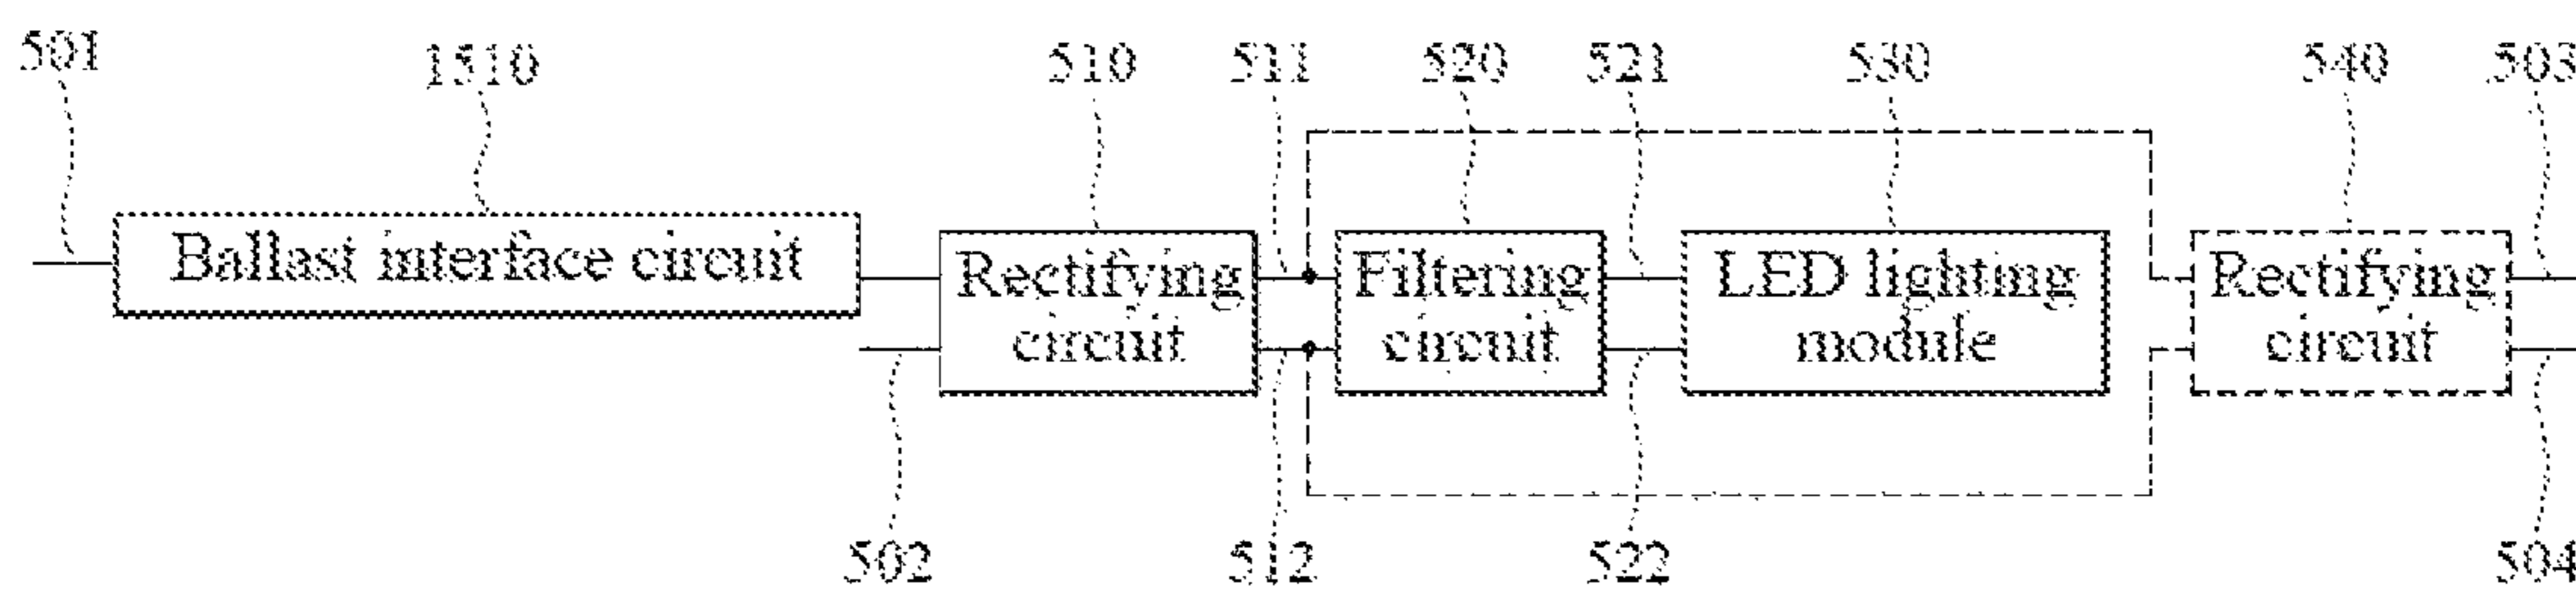 501 1510 510 511 520 521 530 540 503
Ballast interface circuit
Rectifying
circuit
Filtering
circuit
LED lighting
module
Rectifying
circuit
502 512 522 504